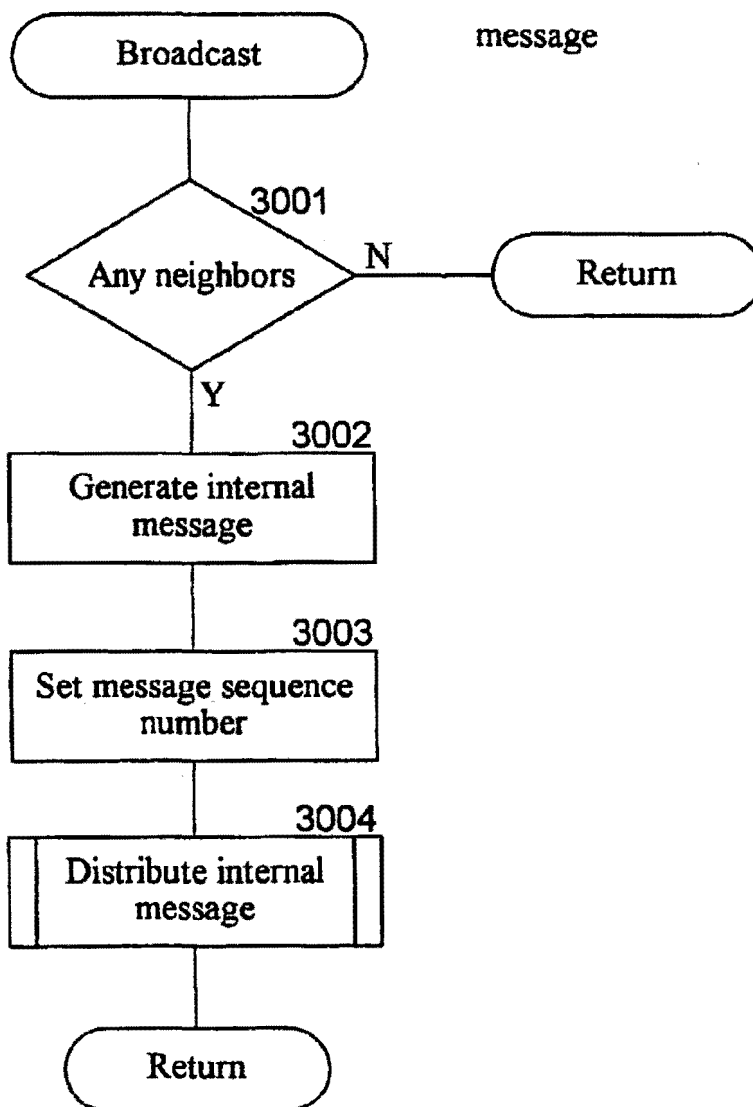 Broadcast
message
3001
Any neighbors
N
Return
Y
3002
Generate internal
message
3003
Set message sequence
number
3004
Distribute internal
message
Return